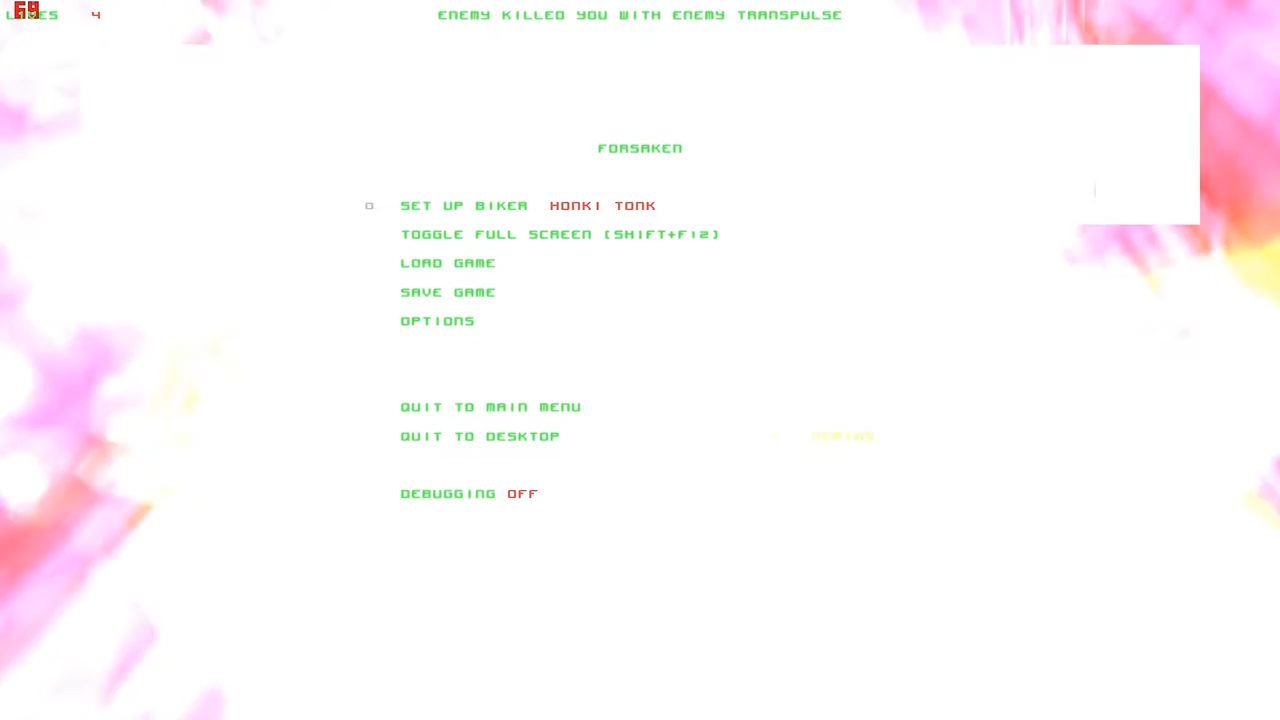 69
LIVES 4
ENEMY KILLED YOU WITH ENEMY TRANSPULSE
FORSAKEN
SET UP BIKER HONKI TONK
TOGGLE FULL SCREEN [SHIFT+F12]
LOAD GAME
SAVE GAME
OPTIONS
QUIT TO MAIN MENU
QUIT TO DESKTOP
DEBUGGING OFF